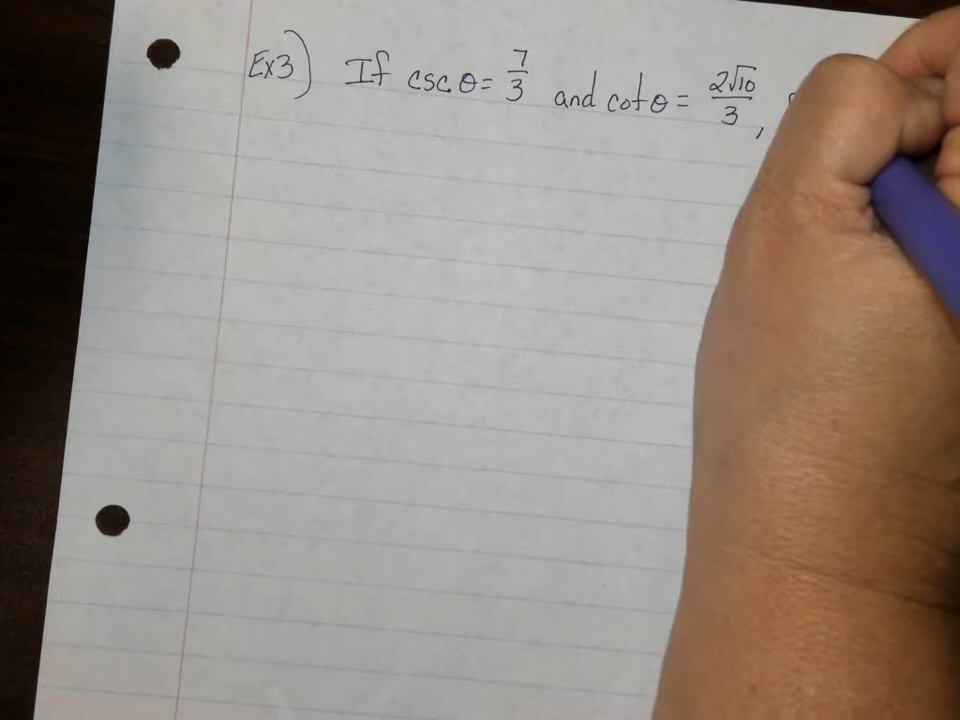 Ex3) If csc θ = 7/3 and cot θ = 2√10/3,